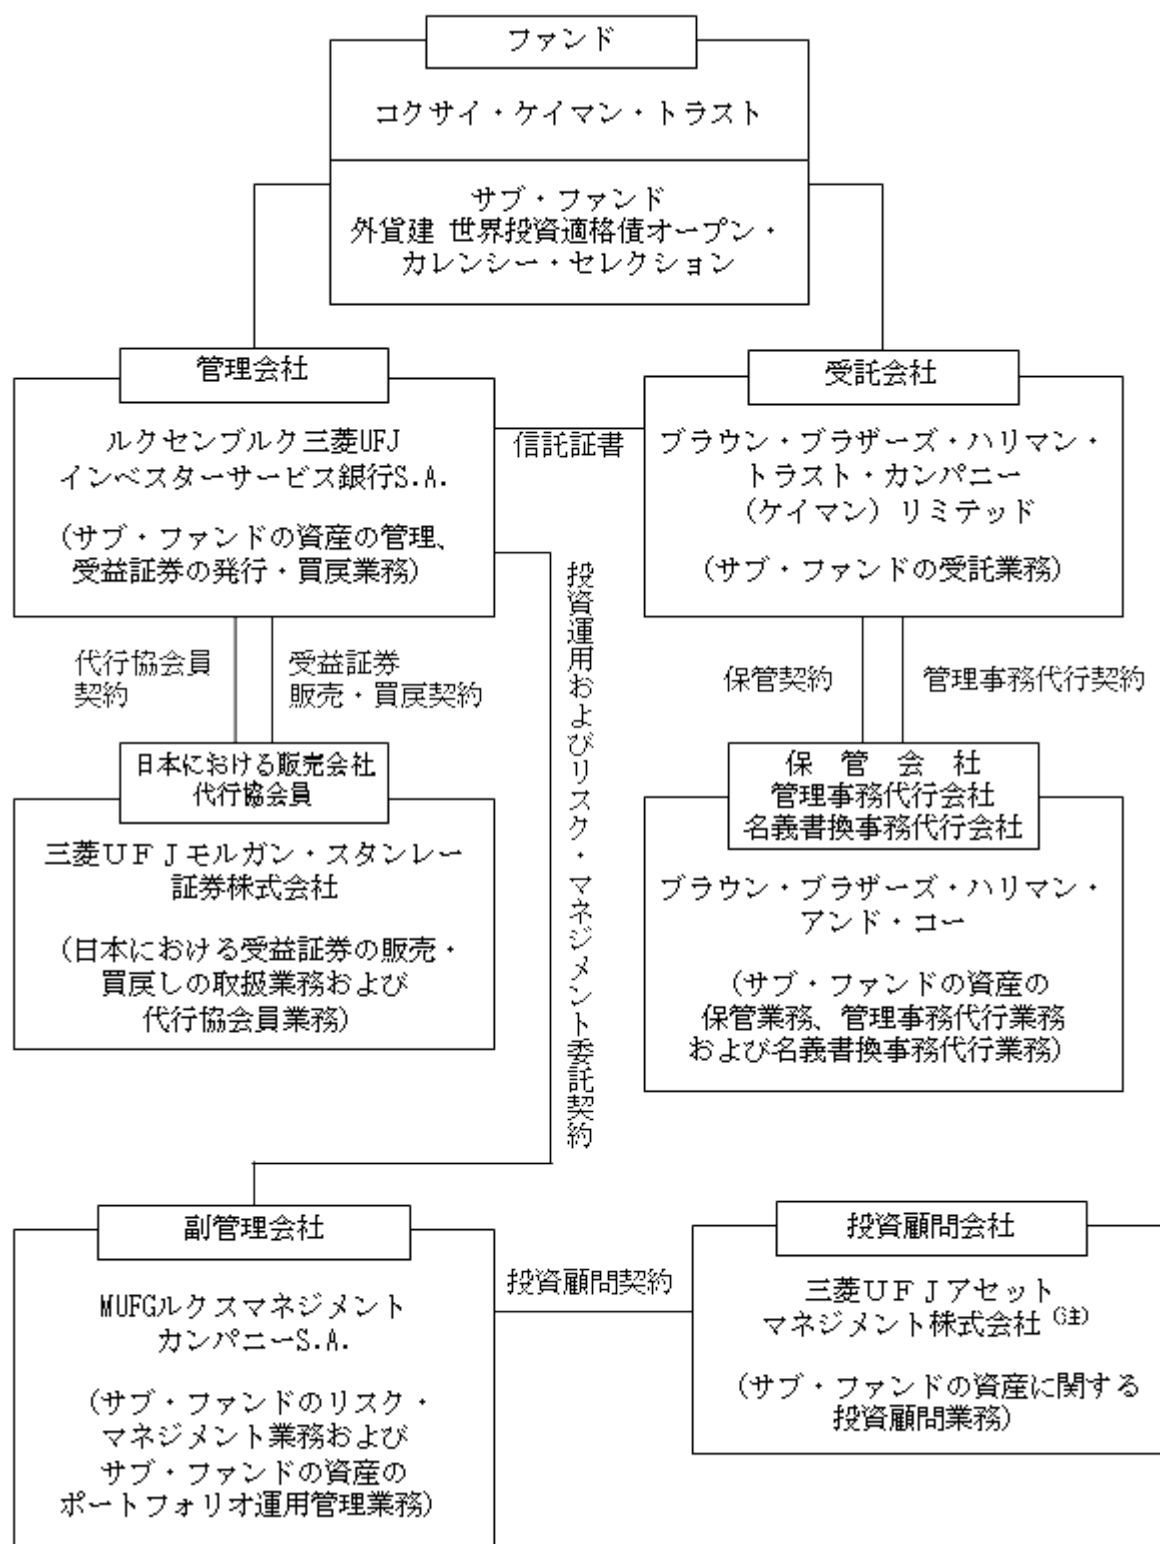 ファンド
コクサイ・ケイマン・トラスト
サブ・ファンド
外貨建 世界投資適格債オープン・
カレンシー・セレクション
管理会社
ルクセンブルク三菱UFJ
インベスターサービス銀行S.A.
(サブ・ファンドの資産の管理、
受益証券の発行・買戻業務)
信託証書
受託会社
ブラウン・ブラザーズ・ハリマン・
トラスト・カンパニー
(ケイマン) リミテッド
(サブ・ファンドの受託業務)
代行協会員
契約
受益証券
販売・買戻契約
投資運用およびリスク・マネジメント委託契約
保管契約
管理事務代行契約
日本における販売会社
代行協会員
三菱ＵＦＪモルガン・スタンレー
証券株式会社
(日本における受益証券の販売・
買戻しの取扱業務および
代行協会員業務)
保　管　会　社
管理事務代行会社
名義書換事務代行会社
ブラウン・ブラザーズ・ハリマン・
アンド・コー
(サブ・ファンドの資産の
保管業務、管理事務代行業務
および名義書換事務代行業務)
副管理会社
MUFGルクスマネジメント
カンパニーS.A.
(サブ・ファンドのリスク・
マネジメント業務および
サブ・ファンドの資産の
ポートフォリオ運用管理業務)
投資顧問契約
投資顧問会社
三菱ＵＦＪアセット
マネジメント株式会社 (注)
(サブ・ファンドの資産に関する
投資顧問業務)